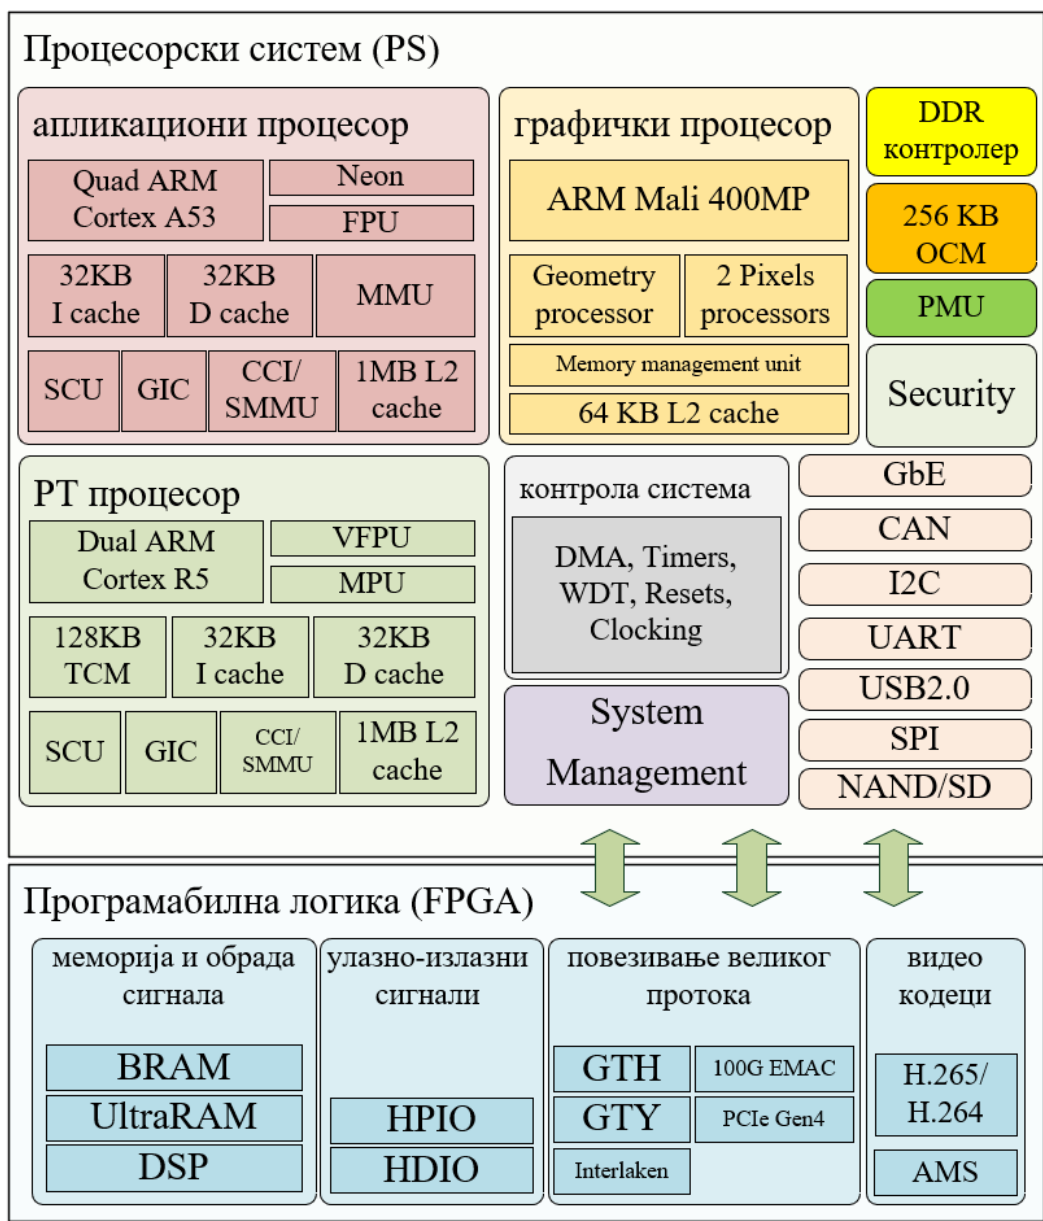 Процесорски систем (PS)
апликациони процесор
Quad ARM
Cortex A53
Neon
FPU
32KB
I cache
32KB
D cache
MMU
SCU
GIC
CCI/
SMMU
1MB L2
cache
графички процесор
ARM Mali 400MP
Geometry
processor
2 Pixels
processors
Memory management unit
64 KB L2 cache
DDR
контролер
256 KB
OCM
PMU
Security
РТ процесор
Dual ARM
Cortex R5
VFPU
MPU
128KB
TCM
32KB
I cache
32KB
D cache
SCU
GIC
CCI/
SMMU
1MB L2
cache
контрола система
DMA, Timers,
WDT, Resets,
Clocking
System
Management
GbE
CAN
I2C
UART
USB2.0
SPI
NAND/SD
Програмабилна логика (FPGA)
меморија и обрада
сигнала
BRAM
UltraRAM
DSP
улазно-излазни
сигнали
HPIO
HDIO
повезивање великог
протока
GTH
100G EMAC
GTY
PCIe Gen4
Interlaken
видео
кодеци
H.265/
H.264
AMS